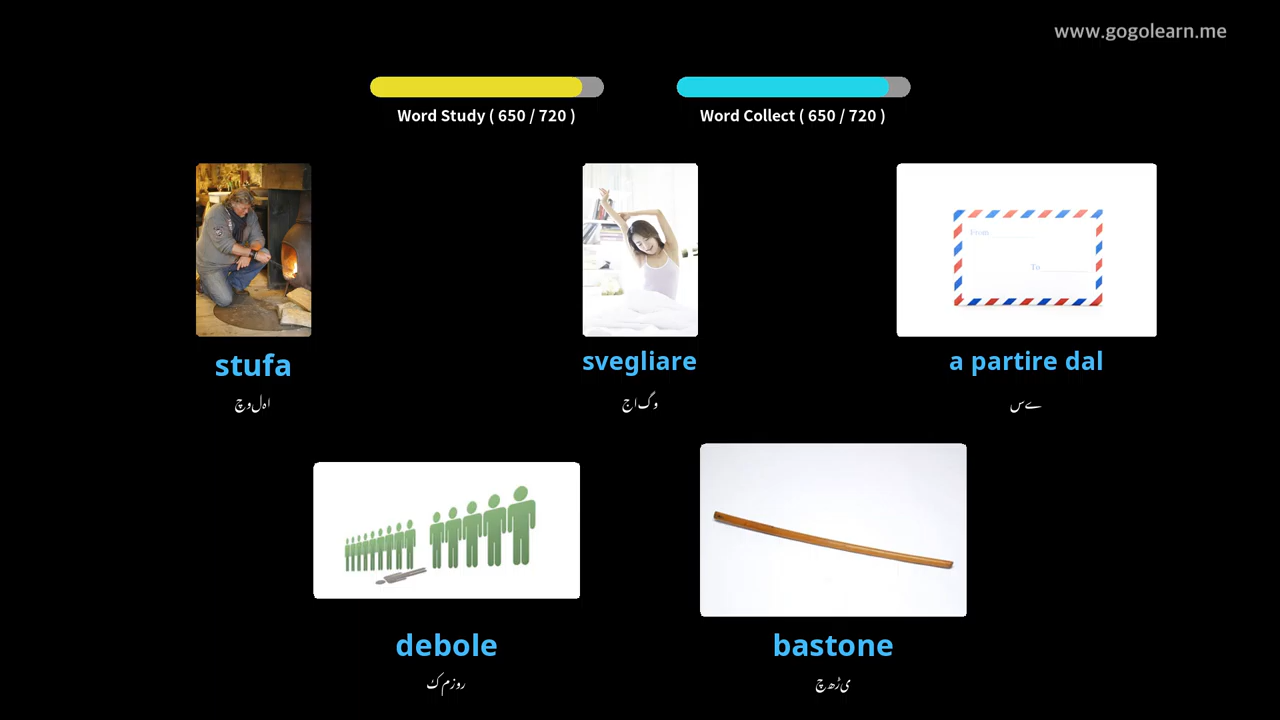 www.gogolearn.me
Word Study ( 650 / 720 )
Word Collect ( 650 / 720 )
stufa
اہلوچ
svegliare
وگاج
From
To
a partire dal
ےس
debole
روزمک
bastone
یڑھچ